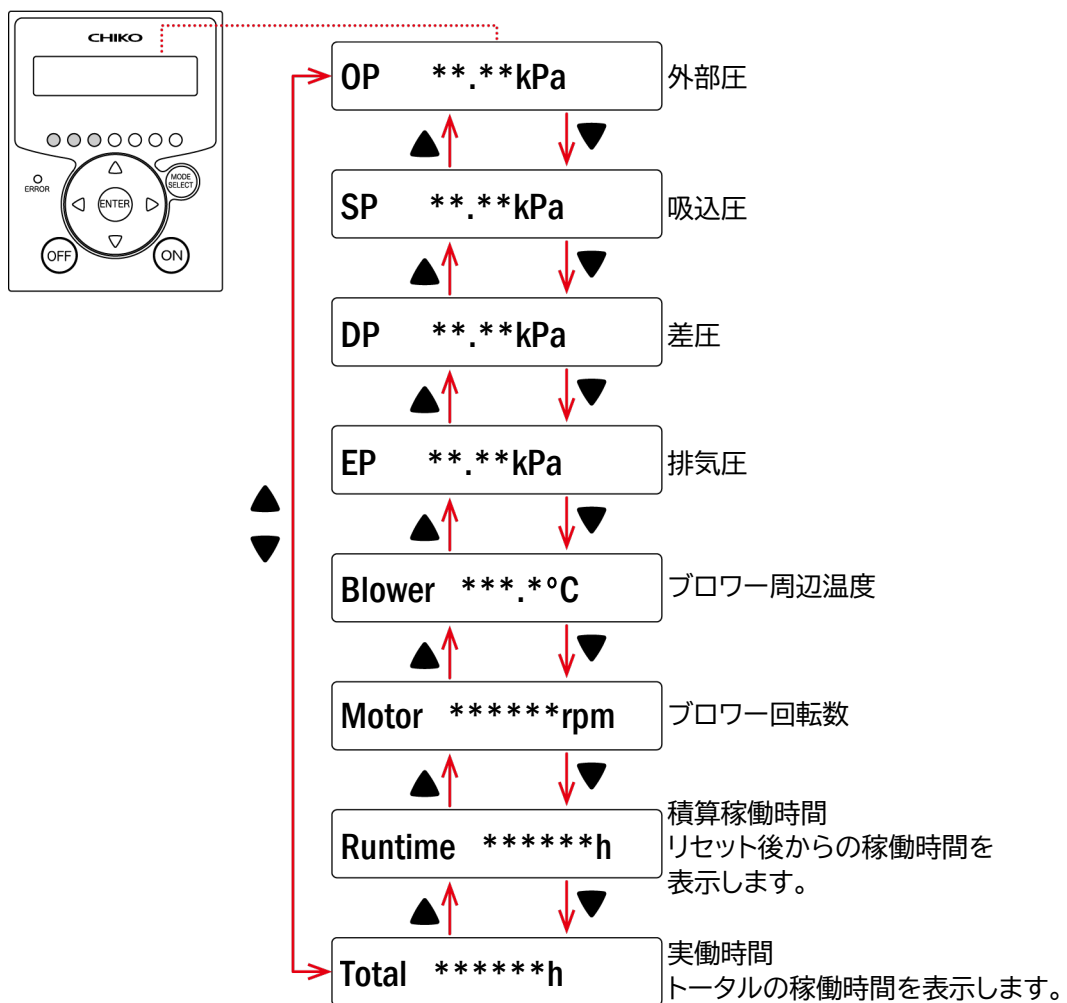 CHIKO
ERROR
MODE
SELECT
ENTER
OFF
ON
OP **.**kPa
外部圧
SP **.**kPa
吸込圧
DP **.**kPa
差圧
EP **.**kPa
排気圧
Blower ***.*°C
ブロワー周辺温度
Motor ******rpm
ブロワー回転数
Runtime ******h
積算稼働時間
リセット後からの稼働時間を
表示します。
Total ******h
実働時間
トータルの稼働時間を表示します。